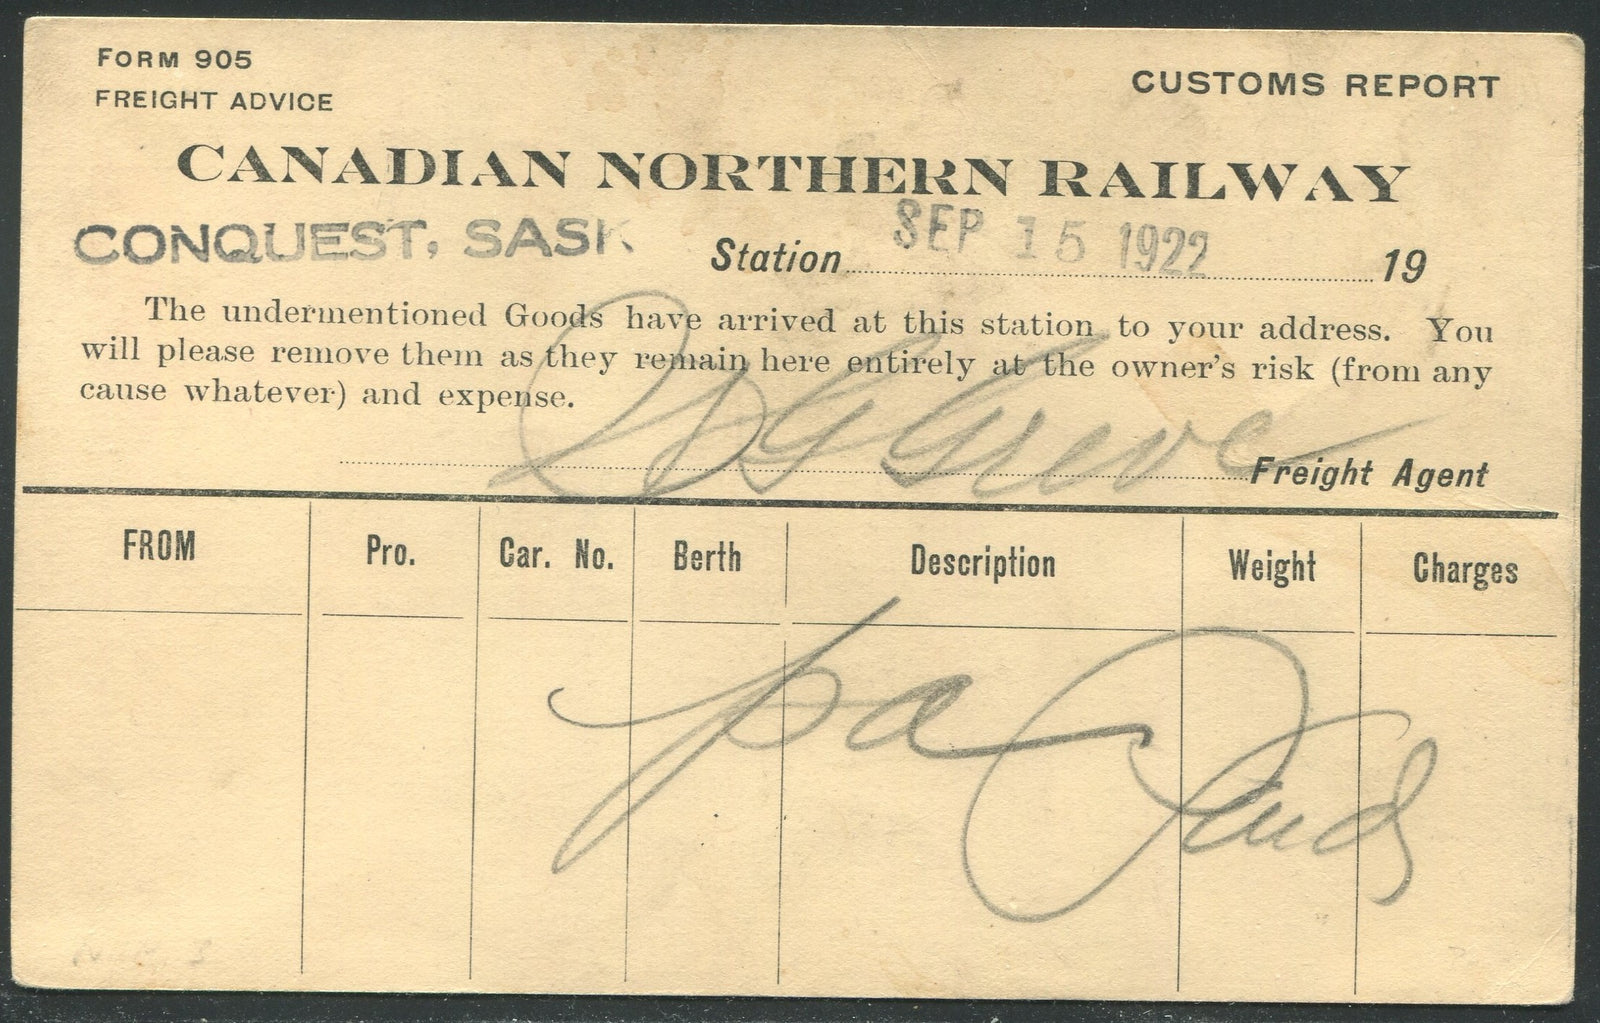 FORM 905
FREIGHT ADVICE
CUSTOMS REPORT
CANADIAN NORTHERN RAILWAY
CONQUEST, SASK
Station SEP 15 1922 19
The undermentioned Goods have arrived at this station to your address. You
will please remove them as they remain here entirely at the owner's risk (from any
cause whatever) and expense.
Freight Agent
FROM Pro. Car. No. Berth Description Weight Charges